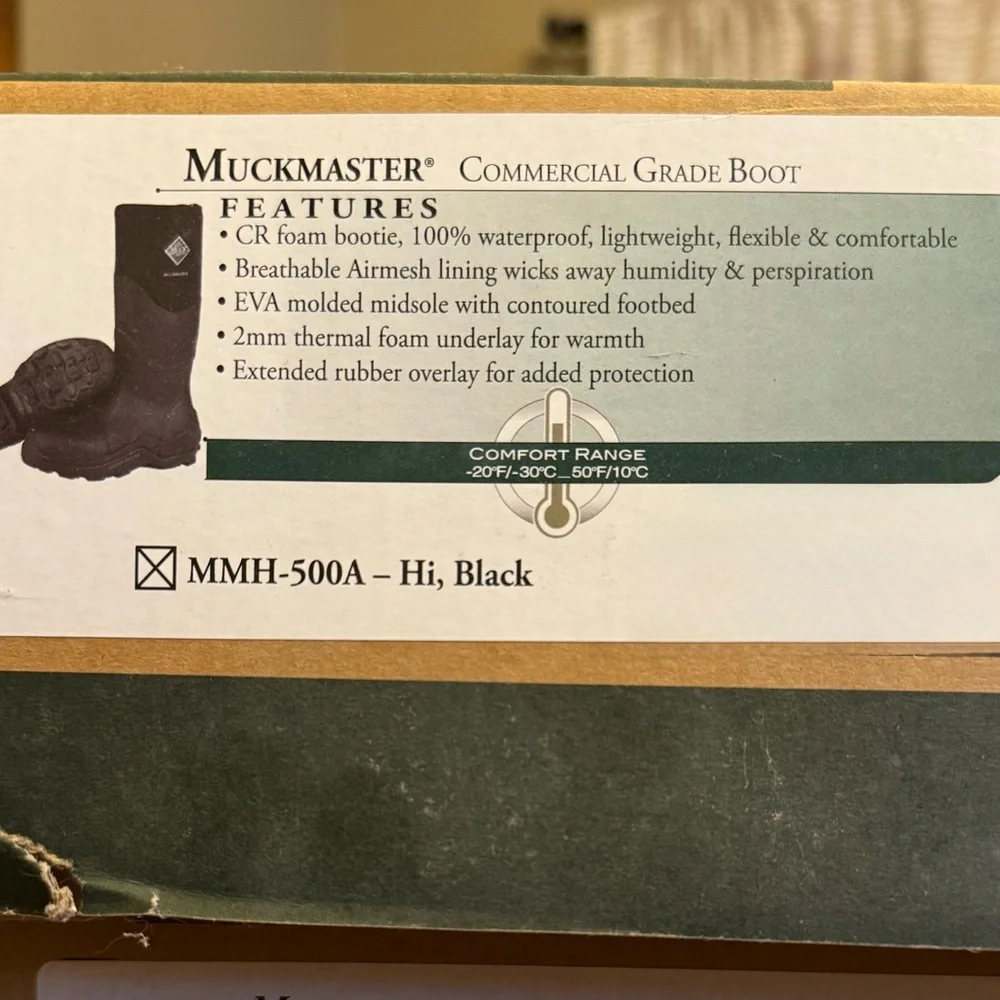 MUCKMASTER® COMMERCIAL GRADE BOOT
FEATURES
• CR foam bootie, 100% waterproof, lightweight, flexible & comfortable
• Breathable Airmesh lining wicks away humidity & perspiration
• EVA molded midsole with contoured footbed
• 2mm thermal foam underlay for warmth
• Extended rubber overlay for added protection
COMFORT RANGE
-20°F/-30°C_50°F/10°C
MMH-500A – Hi, Black